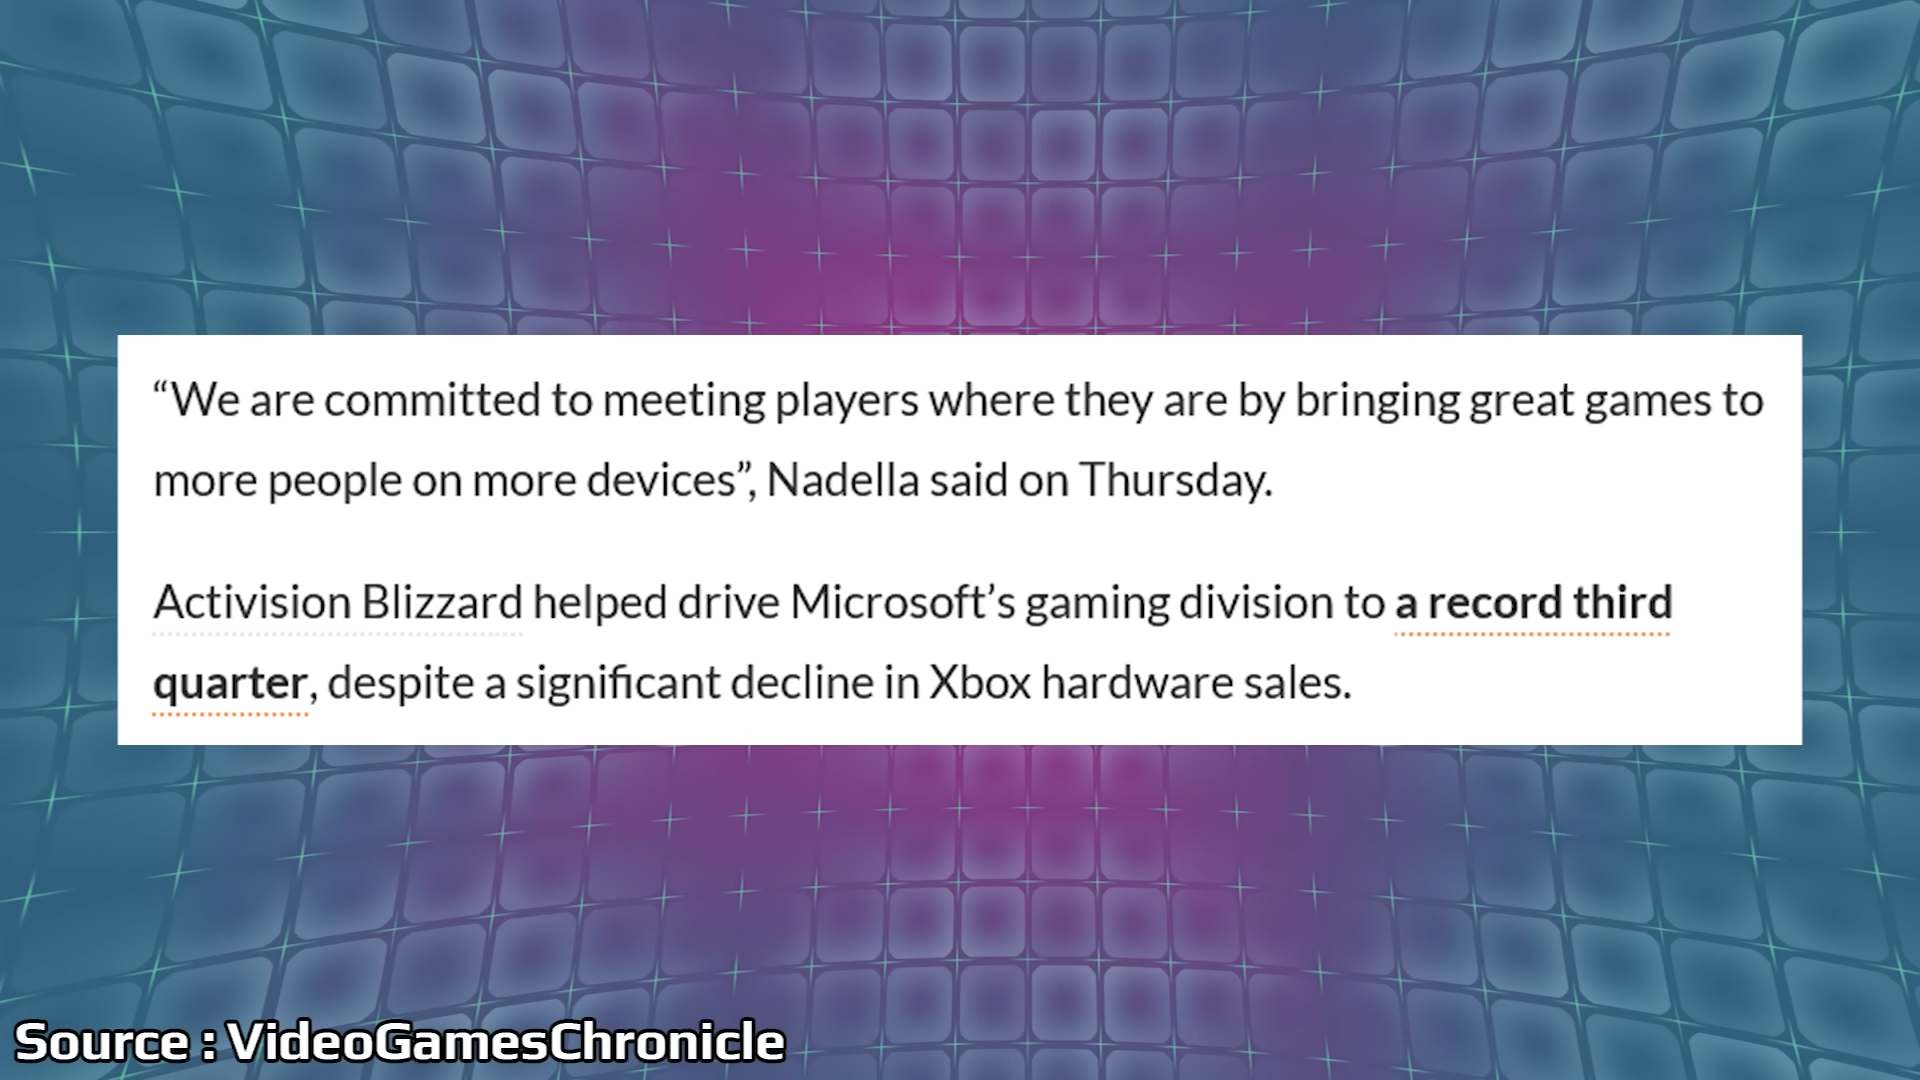 “We are committed to meeting players where they are by bringing great games to
more people on more devices”, Nadella said on Thursday.
Activision Blizzard helped drive Microsoft’s gaming division to a record third
quarter, despite a significant decline in Xbox hardware sales.
Source : VideoGamesChronicle